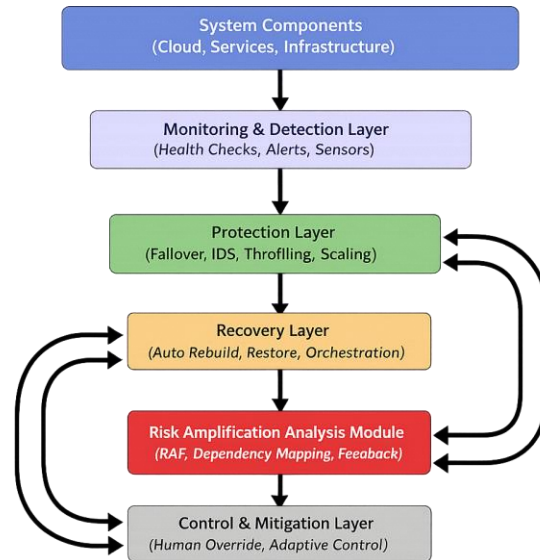 System Components
(Cloud, Services, Infrastructure)
Monitoring & Detection Layer
(Health Checks, Alerts, Sensors)
Protection Layer
(Fallover, IDS, Throflling, Scaling)
Recovery Layer
(Auto Rebuild, Restore, Orchestration)
Risk Amplification Analysis Module
(RAF, Dependency Mapping, Feeaback)
Control & Mitigation Layer
(Human Override, Adaptive Control)